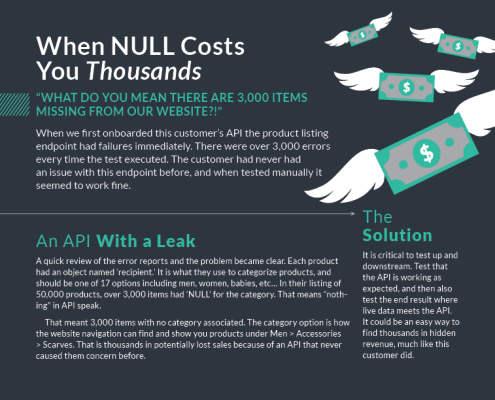 When NULL Costs
You Thousands
“WHAT DO YOU MEAN THERE ARE 3,000 ITEMS
MISSING FROM OUR WEBSITE?!”
When we first onboarded this customer’s API the product listing
endpoint had failures immediately. There were over 3,000 errors
every time the test executed. The customer had never had
an issue with this endpoint before, and when tested manually it
seemed to work fine.
An API With a Leak
A quick review of the error reports and the problem became clear. Each product
had an object named ‘recipient.’ It is what they use to categorize products, and
should be one of 17 options including men, women, babies, etc... In their listing of
50,000 products, over 3,000 items had ‘NULL’ for the category. That means “noth-
ing” in API speak.
That meant 3,000 items with no category associated. The category option is how
the website navigation can find and show you products under Men > Accessories
> Scarves. That is thousands in potentially lost sales because of an API that never
caused them concern before.
The
Solution
It is critical to test up and
downstream. Test that
the API is working as
expected, and then also
test the end result where
live data meets the API.
It could be an easy way to
find thousands in hidden
revenue, much like this
customer did.
$
$
$
$